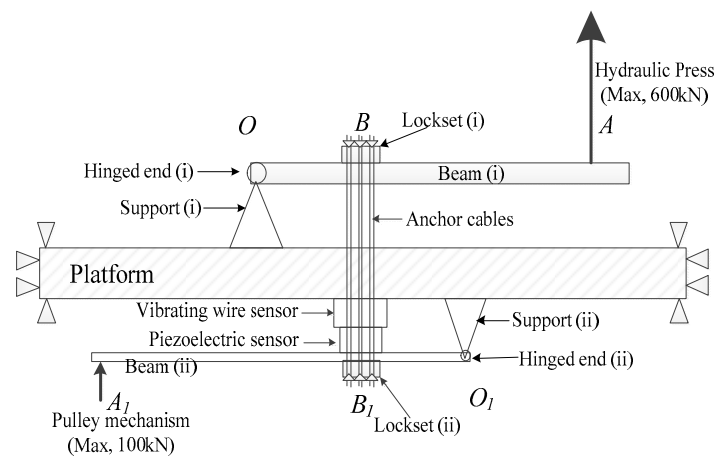 Hydraulic Press
(Max, 600kN)
A
O
B
Lockset (i)
Hinged end (i)
Beam (i)
Support (i)
Anchor cables
Platform
Vibrating wire sensor
Support (ii)
Piezoelectric sensor
Hinged end (ii)
Beam (ii)
A1
B1
O1
Pulley mechanism
(Max, 100kN)
Lockset (ii)